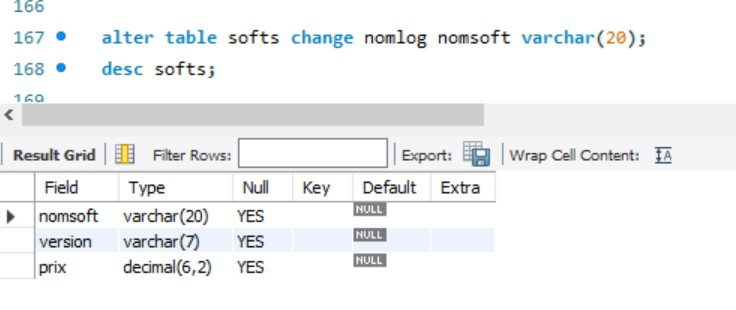 166
167 alter table softs change nomlog nomsoft varchar(20);
168 desc softs;
169
Result Grid Filter Rows: Export: Wrap Cell Content: IA
Field Type Null Key Default Extra
nomsoft varchar(20) YES NULL
version varchar(7) YES NULL
prix decimal(6,2) YES NULL